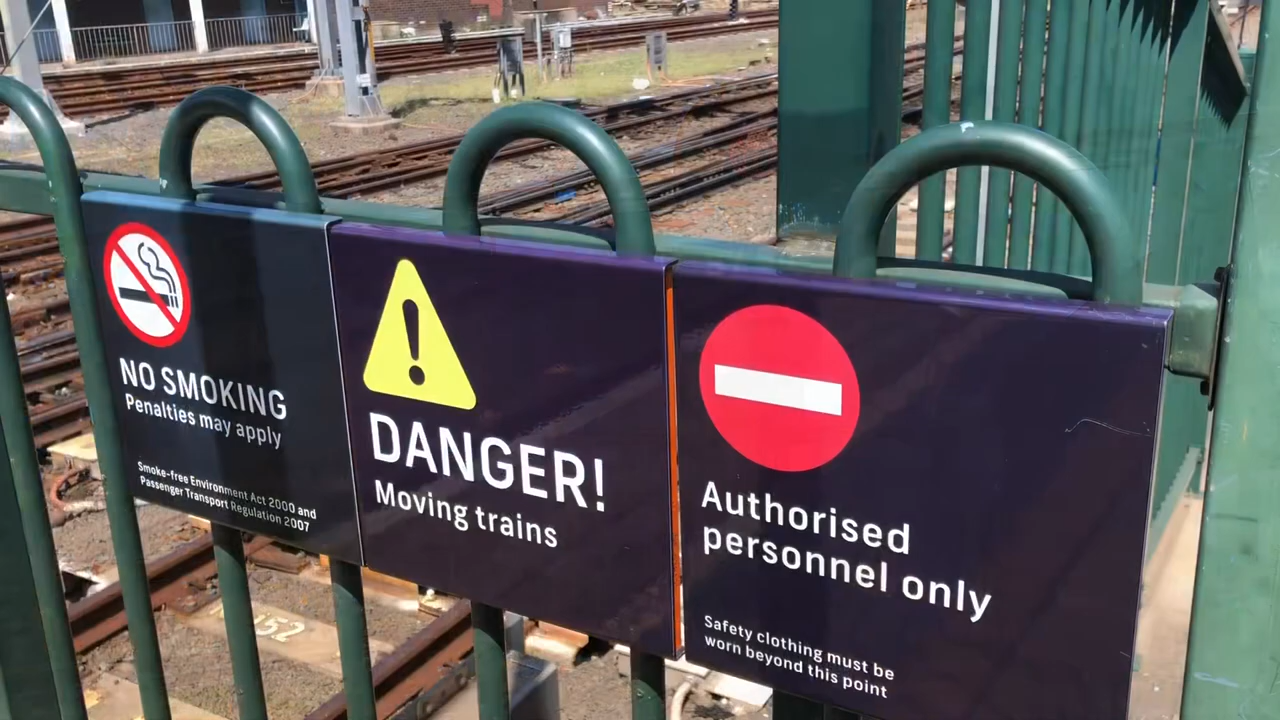 NO SMOKING
Penalties may apply
Smoke-free Environment Act 2000 and
Passenger Transport Regulation 2007
DANGER!
Moving trains
Authorised
personnel only
Safety clothing must be
worn beyond this point